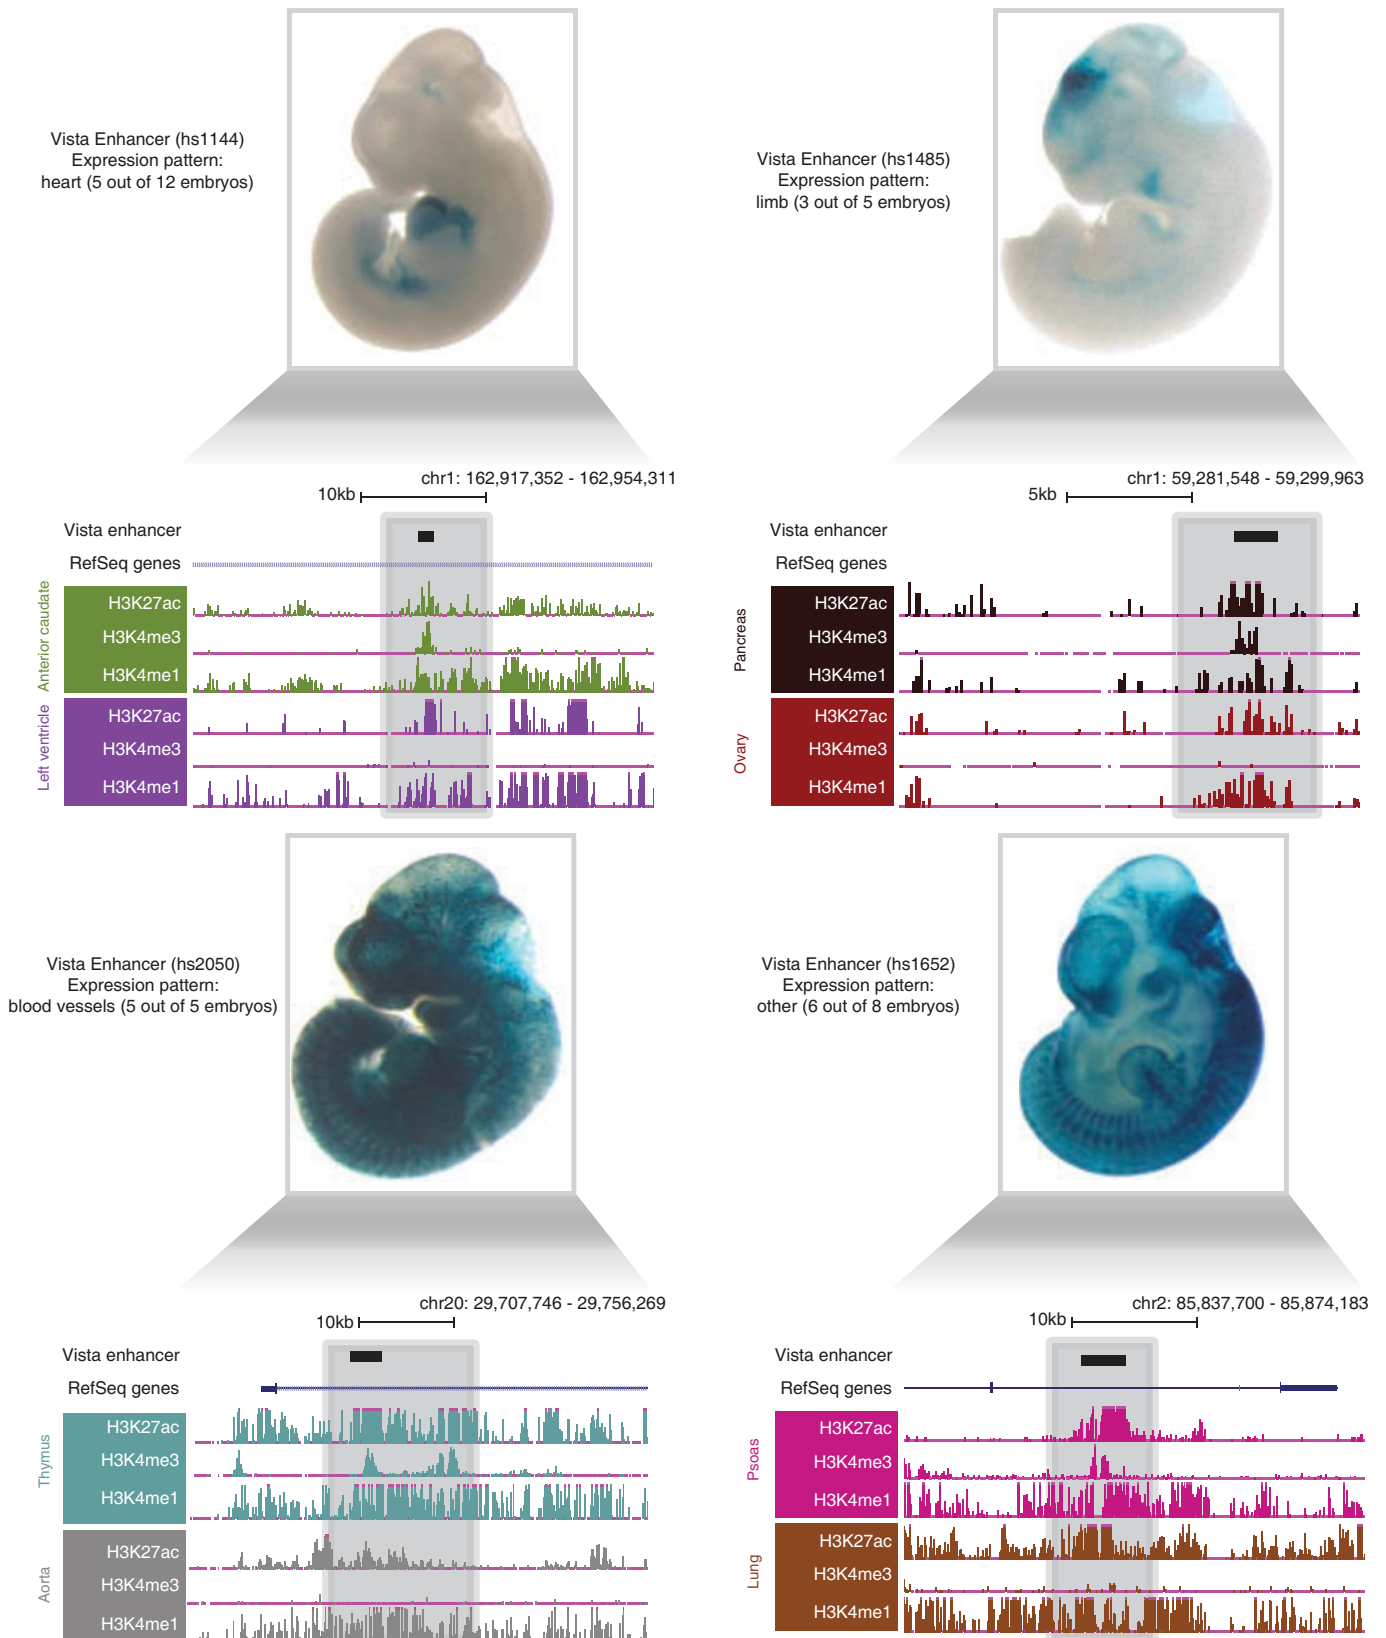 Vista Enhancer (hs1144)
Expression pattern:
heart (5 out of 12 embryos)
chr1: 162,917,352 - 162,954,311
10kb
Vista enhancer
RefSeq genes
Anterior caudate
H3K27ac
H3K4me3
H3K4me1
Left ventricle
H3K27ac
H3K4me3
H3K4me1
Vista Enhancer (hs1485)
Expression pattern:
limb (3 out of 5 embryos)
chr1: 59,281,548 - 59,299,963
5kb
Vista enhancer
RefSeq genes
Pancreas
H3K27ac
H3K4me3
H3K4me1
Ovary
H3K27ac
H3K4me3
H3K4me1
Vista Enhancer (hs2050)
Expression pattern:
blood vessels (5 out of 5 embryos)
chr20: 29,707,746 - 29,756,269
10kb
Vista enhancer
RefSeq genes
Thymus
H3K27ac
H3K4me3
H3K4me1
Aorta
H3K27ac
H3K4me3
H3K4me1
Vista Enhancer (hs1652)
Expression pattern:
other (6 out of 8 embryos)
chr2: 85,837,700 - 85,874,183
10kb
Vista enhancer
RefSeq genes
Psoas
H3K27ac
H3K4me3
H3K4me1
Lung
H3K27ac
H3K4me3
H3K4me1